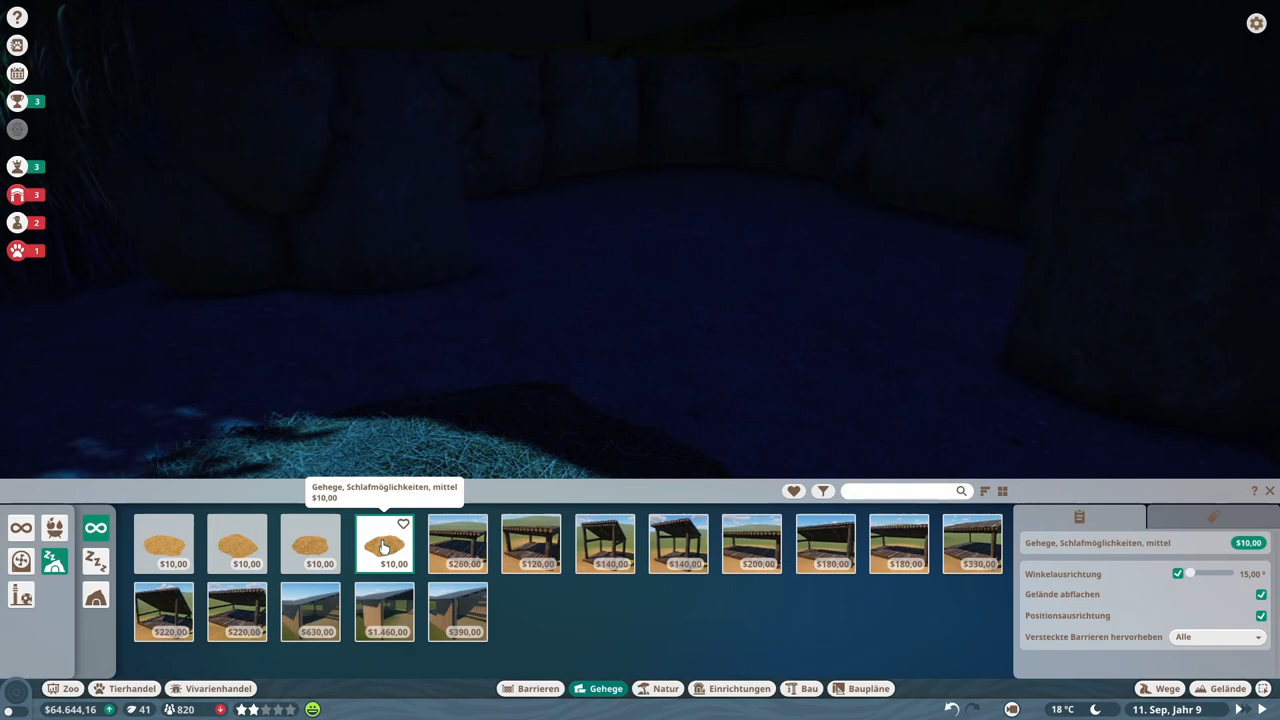 ?
3
3
3
2
1
Gehege, Schlafmöglichkeiten, mittel
$10,00
?
$10,00 $10,00 $10,00 $10,00 $260,00 $120,00 $140,00 $140,00 $200,00 $180,00 $180,00 $330,00
$220,00 $220,00 $630,00 $1.460,00 $390,00
Gehege, Schlafmöglichkeiten, mittel $10,00
Winkelausrichtung 15,00 °
Gelände abflachen
Positionsausrichtung
Versteckte Barrieren hervorheben Alle
Zoo Tierhandel Vivarienhandel Barrieren Gehege Natur Einrichtungen Bau Baupläne Wege Gelände
$64.644,16 41 820 18 °C 11. Sep, Jahr 9